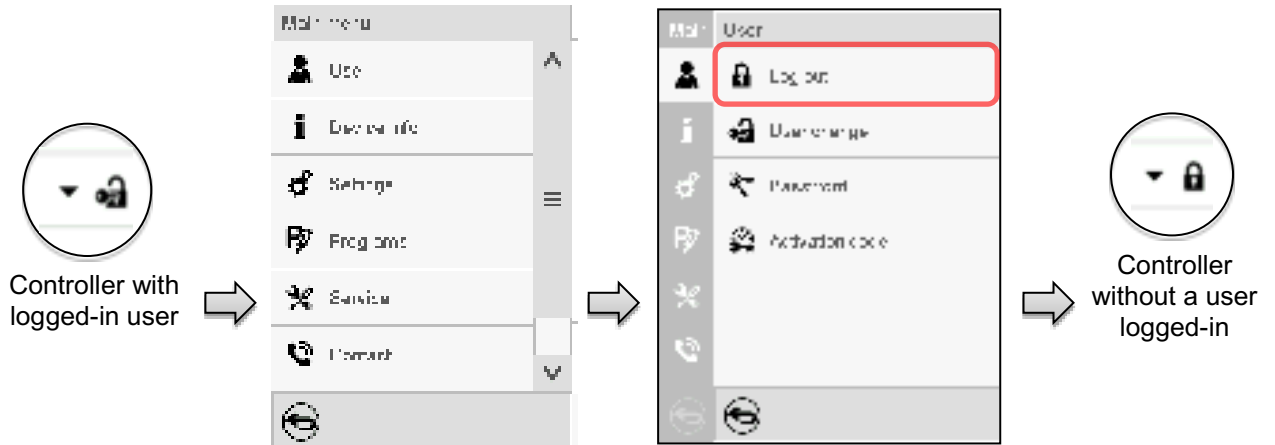 Main menu
User
Device info
Settings
Programs
Service
Contact
Main User
Log out
User change
Password
Activation code
Controller with
logged-in user
Controller
without a user
logged-in